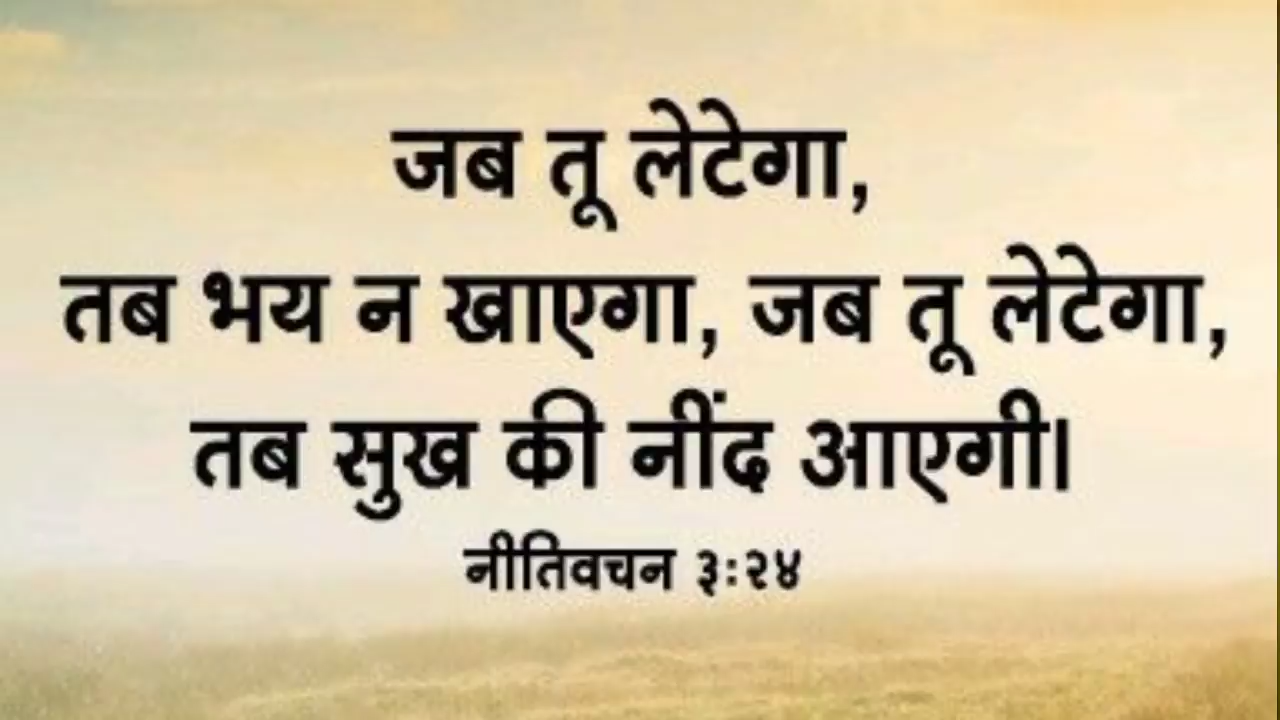 जब तू लेटेगा,
तब भय न खाएगा, जब तू लेटेगा,
तब सुख की नींद आएगी।
नीतिवचन ३:२४